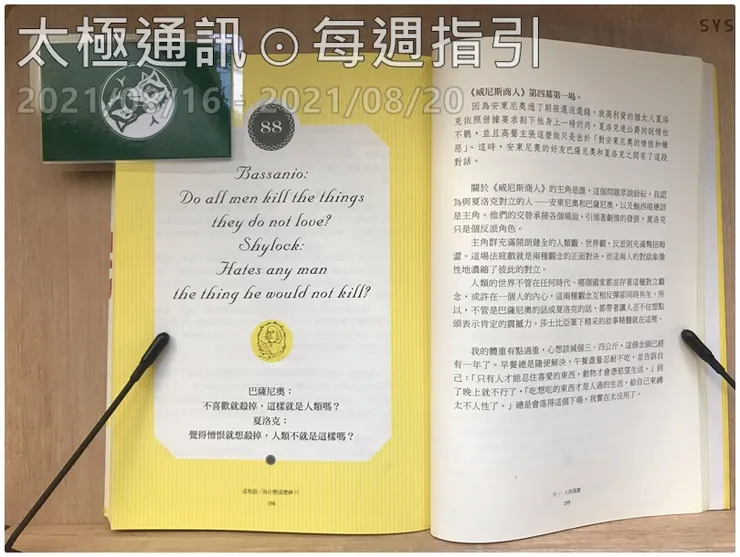 太極通訊⊙每週指引
2021/08/16 - 2021/08/20
SYS
88
Bassanio:
Do all men kill the things
they do not love?
Shylock:
Hates any man
the thing he would not kill?
巴薩尼奧：
不喜歡就殺掉，這樣就是人類嗎？
夏洛克：
覺得憎恨就想殺掉，人類不就是這樣嗎？
198
《威尼斯商人》第四幕第一場。
因為安東尼奧過了期限還沒還錢，放高利貸的猶太人夏洛
克依照借據要求割下他身上一磅的肉。夏洛克連公爵的說情也
不聽，並且高聲主張這麼做只是出於「對安東尼奧的憎恨和嫌
惡」。這時，安東尼奧的好友巴薩尼奧和夏洛克之間有了這段
對話。
關於《威尼斯商人》的主角是誰，這個問題眾說紛紜，我認
為與夏洛克對立的人——安東尼奧和巴薩尼奧，以及鮑西婭應該
是主角。他們的交替承接各個場面，引領著劇情的發展，夏洛克
只是個反派角色。
主角群充滿開朗健全的人類觀、世界觀，反派則充滿奇扭曲
靈。這場法庭戲就是兩種觀念的正面對決，而這兩人的對話象徵
性地濃縮了彼此的對立。
人類的世界不管在任何時代、哪個國家都並存著這種對立觀
念，或許在一個人的內心，這兩種觀念互相反彈卻同時共生。所
以，不管是巴薩尼奧的話或夏洛克的話，都帶著讓人忍不住想點
頭表示肯定的震撼力，莎士比亞筆下精采的故事精髓就在這裡。
我的體重有點過重，心想該減個三、四公斤，這個念頭已經
有一年了。早餐總是隨便解決，午餐盡量忍耐不吃，並告訴自
己：「只有人才能忍住喜愛的東西，動物才會憑慾望生活。」到
了晚上就不行了，「吃想吃的東西才是人過的生活，給自己束縛
太不人性了。」總是會落得這個下場，我實在太沒用了。
199